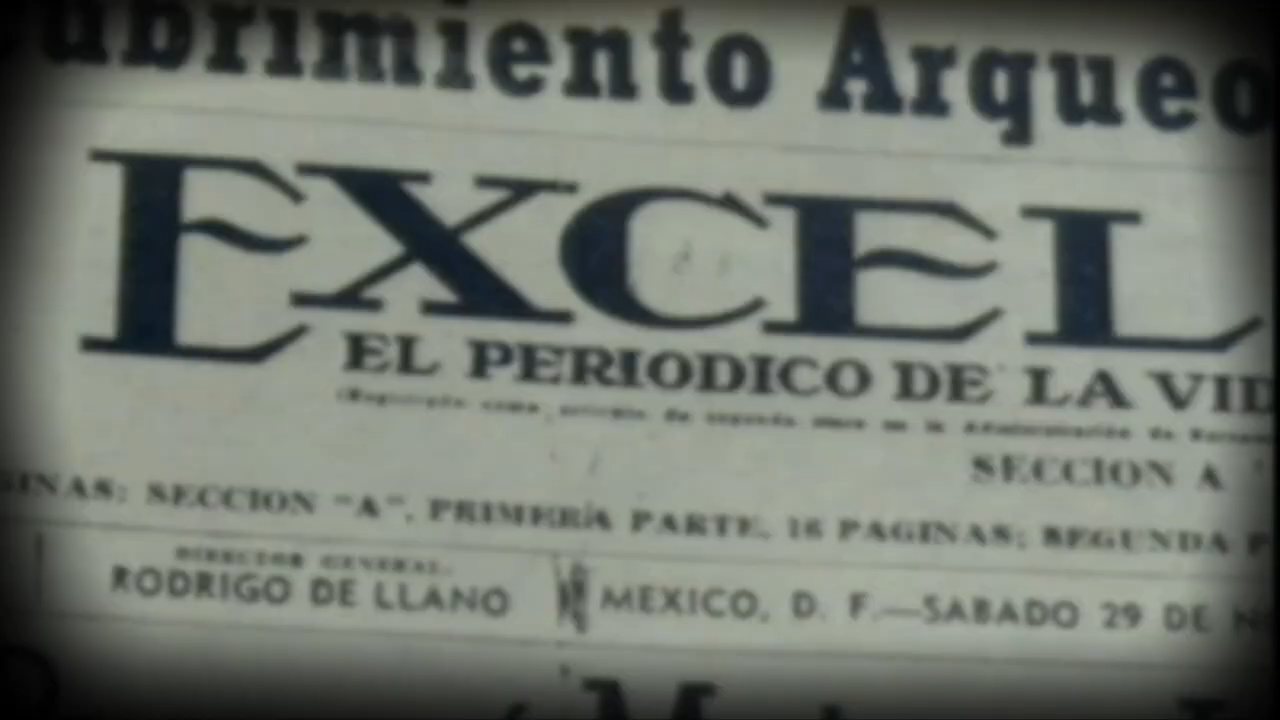 ubrimiento Arqueo
EXCEL
EL PERIODICO DE LA VID
SECCION A
GINAS: SECCION "A", PRIMERA PARTE, 16 PAGINAS; SEGUNDA P
DIRECTOR GENERAL:
RODRIGO DE LLANO
MEXICO, D. F.—SABADO 29 DE N